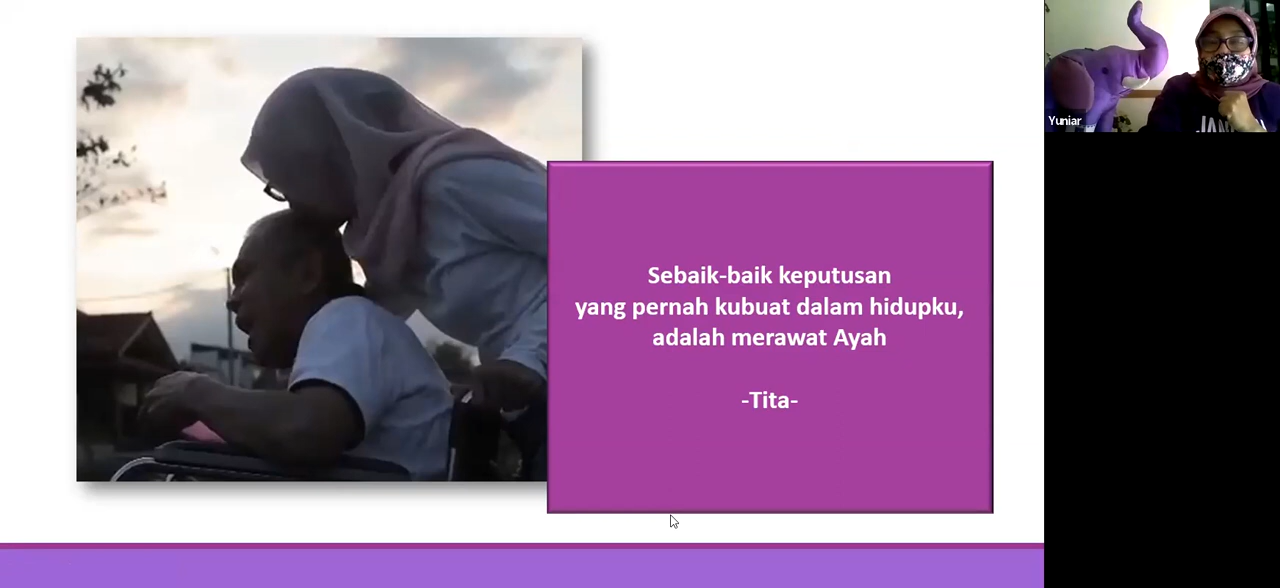 Sebaik-baik keputusan
yang pernah kubuat dalam hidupku,
adalah merawat Ayah
-Tita-
Yuniar